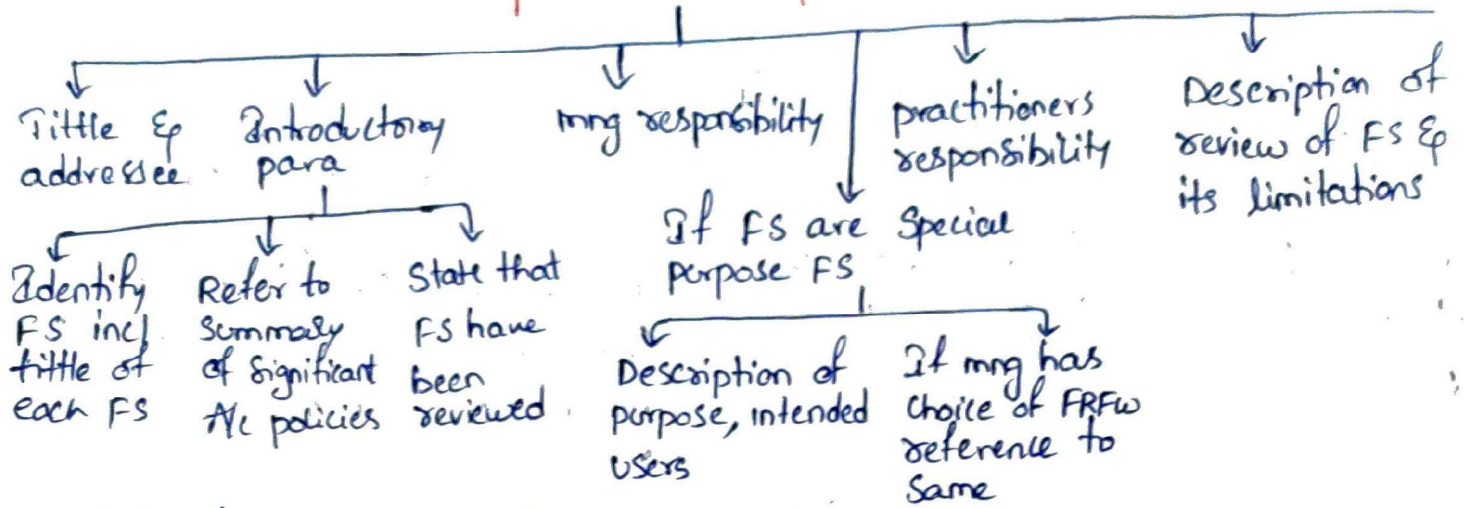 Tittle &
addressee
Introductory
para
mng responsibility
practitioners
responsibility
Description of
review of FS &
its limitations
Identify
FS incl
tittle of
each FS
Refer to
summary
of significant
A/c policies
State that
FS have
been
reviewed
If FS are Special
purpose FS
Description of
purpose, intended
users
If mng has
choice of FRFW
reference to
same